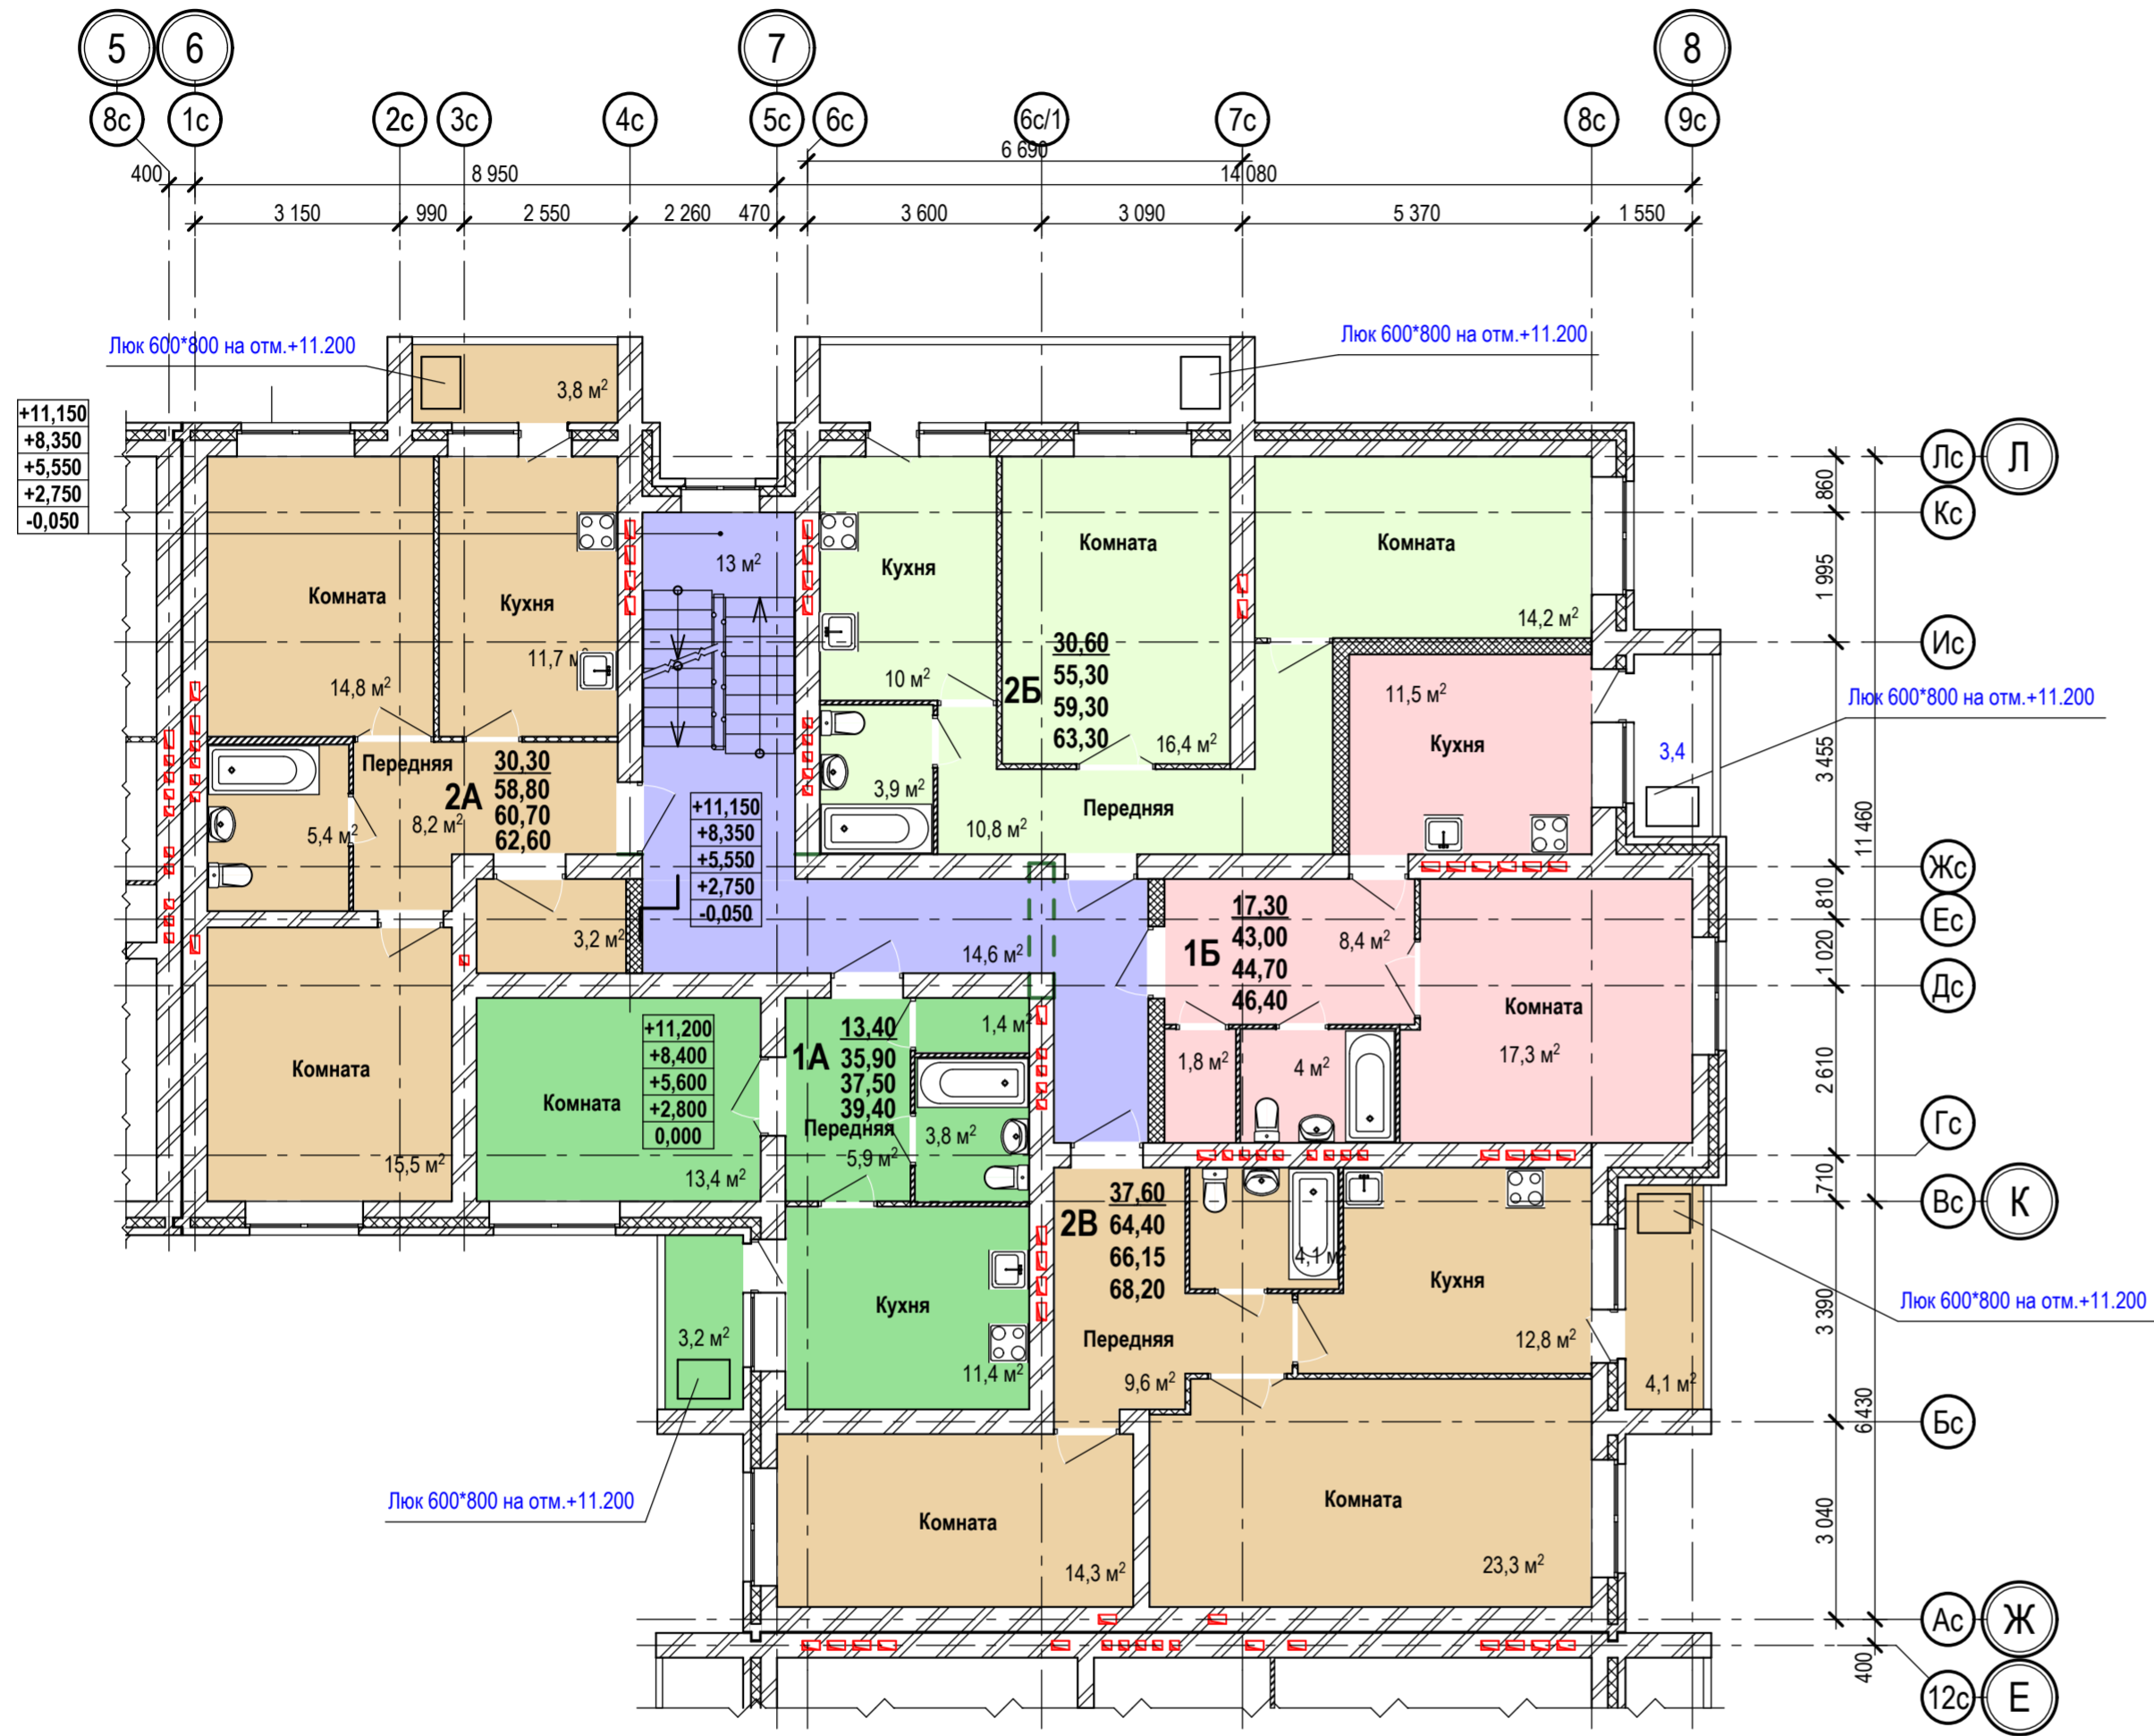 5
6
7
8
8с
1с
2с
3с
4с
5с
6с
6с/1
7с
8с
9с
6 690
400
8 950
14 080
3 150
990
2 550
2 260
470
3 600
3 090
5 370
1 550
Люк 600*800 на отм.+11.200
Люк 600*800 на отм.+11.200
3,8 м²
+11,150
+8,350
+5,550
+2,750
-0,050
Лс
Л
860
Кс
13 м²
Кухня
Комната
Комната
1 995
Комната
Кухня
14,2 м²
Ис
11,7 м²
14,8 м²
10 м²
2Б
30,60
55,30
59,30
63,30
16,4 м²
11,5 м²
Кухня
3,4
Люк 600*800 на отм.+11.200
3 455
11 460
Передняя
2А
30,30
58,80
60,70
62,60
5,4 м²
8,2 м²
+11,150
+8,350
+5,550
+2,750
-0,050
3,9 м²
10,8 м²
Передняя
Жс
810
Ес
3,2 м²
14,6 м²
1Б
17,30
43,00
44,70
46,40
8,4 м²
1 020
Дс
Комната
17,3 м²
1,8 м²
4 м²
2 610
Комната
15,5 м²
Комната
+11,200
+8,400
+5,600
+2,800
0,000
13,4 м²
1А
13,40
35,90
37,50
39,40
Передняя
5,9 м²
1,4 м²
3,8 м²
Гс
710
Вс
К
2В
37,60
64,40
66,15
68,20
4,1 м²
Кухня
12,8 м²
Люк 600*800 на отм.+11.200
3 390
Кухня
3,2 м²
11,4 м²
Передняя
9,6 м²
4,1 м²
6 430
Бс
Люк 600*800 на отм.+11.200
Комната
14,3 м²
Комната
23,3 м²
3 040
Ас
Ж
400
12с
Е